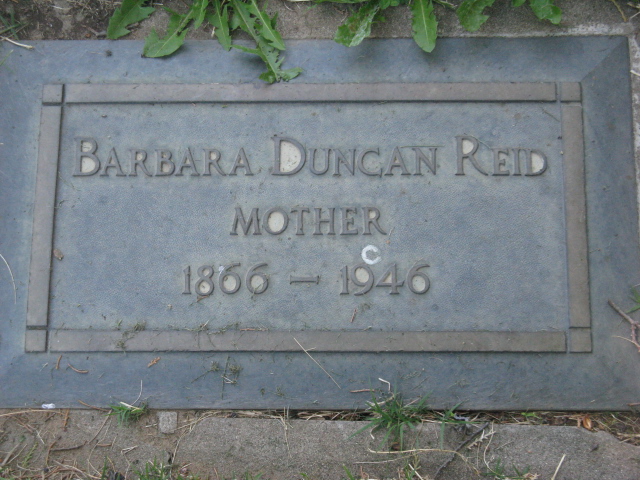 Barbara Duncan Reid
Mother
1866 – 1946